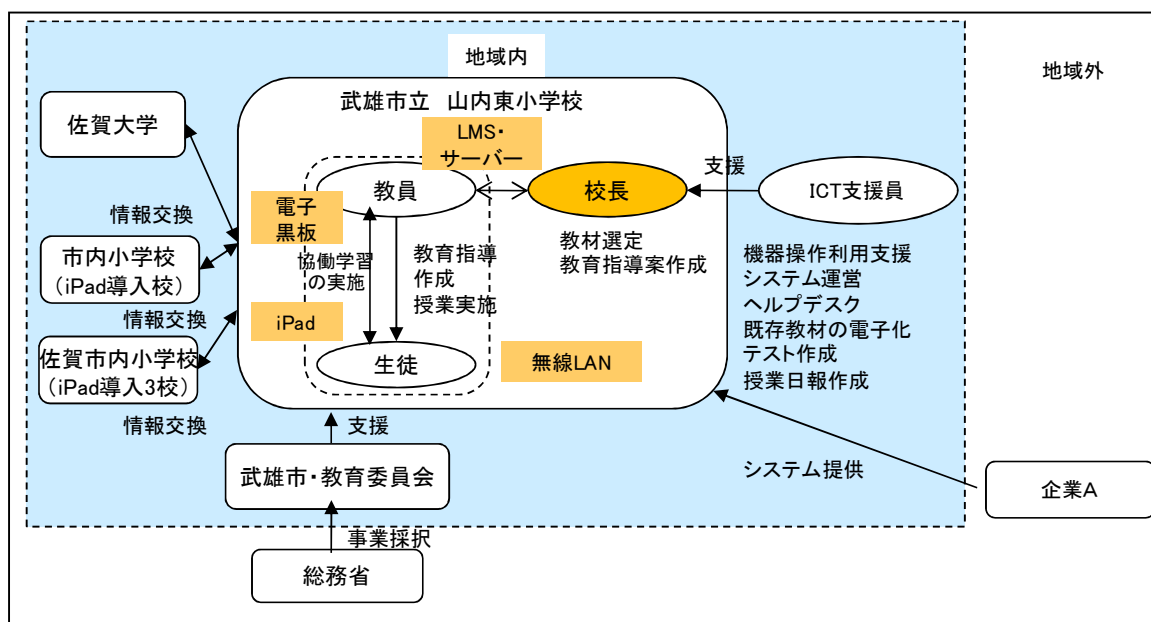 地域内
地域外
武雄市立　山内東小学校
佐賀大学
LMS・
サーバー
教員
校長
支援
ICT支援員
電子
黒板
情報交換
市内小学校
（iPad導入校）
協働学習
の実施
教育指導
作成
授業実施
教材選定
教育指導案作成
機器操作利用支援
システム運営
ヘルプデスク
既存教材の電子化
テスト作成
授業日報作成
情報交換
iPad
佐賀市内小学校
（iPad導入3校）
生徒
無線LAN
情報交換
支援
武雄市・教育委員会
システム提供
企業A
事業採択
総務省